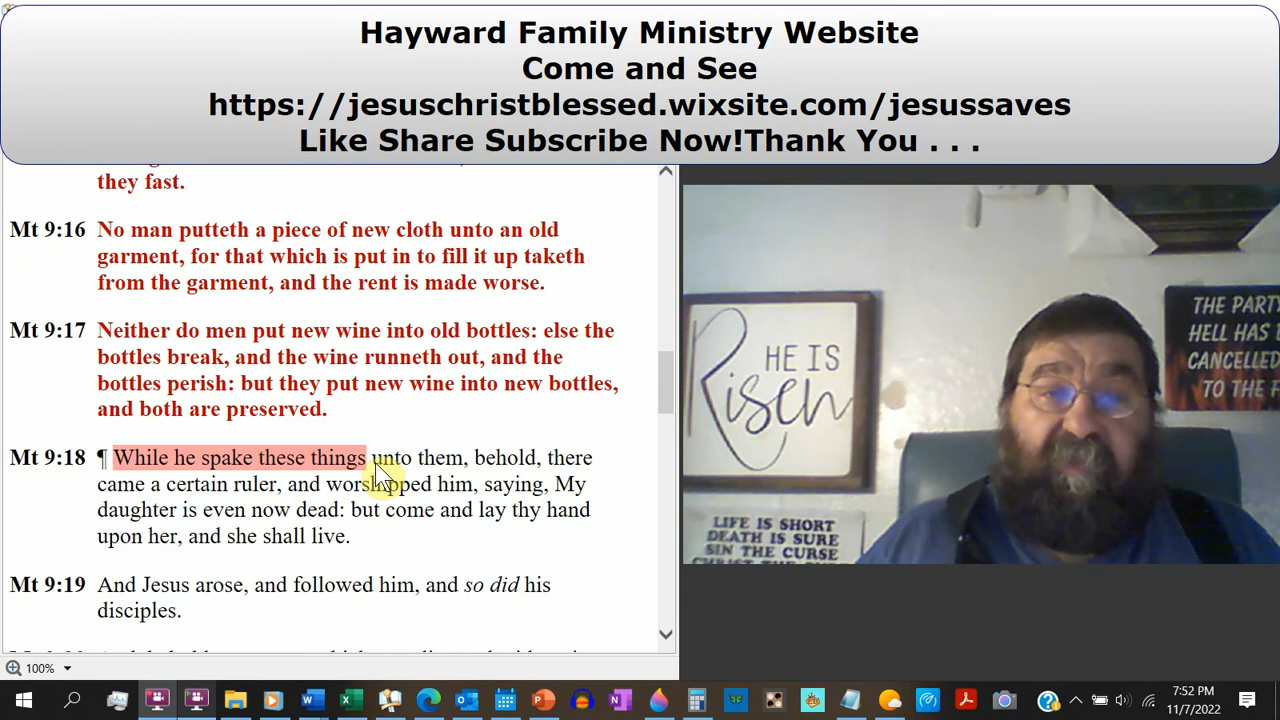 Hayward Family Ministry Website
Come and See
https://jesuschristblessed.wixsite.com/jesussaves
Like Share Subscribe Now!Thank You . . .
they fast.
Mt 9:16 No man putteth a piece of new cloth unto an old
garment, for that which is put in to fill it up taketh
from the garment, and the rent is made worse.
Mt 9:17 Neither do men put new wine into old bottles: else the
bottles break, and the wine runneth out, and the
bottles perish: but they put new wine into new bottles,
and both are preserved.
Mt 9:18 ¶ While he spake these things unto them, behold, there
came a certain ruler, and worshipped him, saying, My
daughter is even now dead: but come and lay thy hand
upon her, and she shall live.
Mt 9:19 And Jesus arose, and followed him, and so did his
disciples.
100%
HE IS
Risen
THE PARTY
HELL HAS
CANCELLED
TO THE
LIFE IS SHORT
DEATH IS SURE
SIN THE CURSE
7:52 PM
11/7/2022